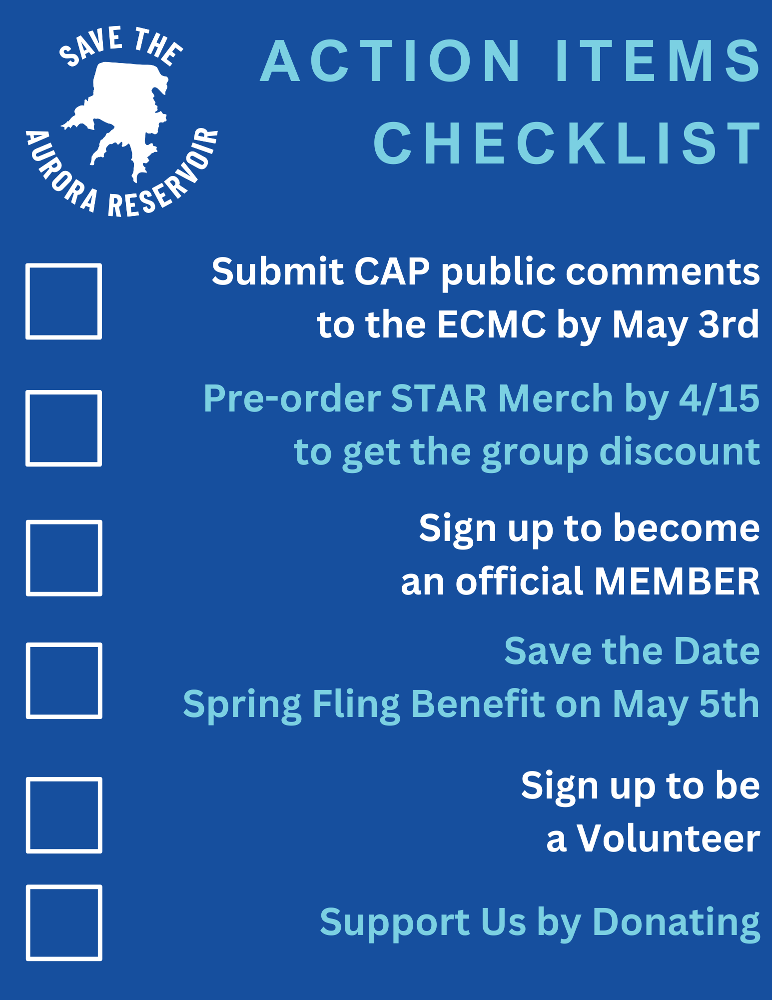 SAVE THE
AURORA RESERVOIR
ACTION ITEMS
CHECKLIST
Submit CAP public comments
to the ECMC by May 3rd
Pre-order STAR Merch by 4/15
to get the group discount
Sign up to become
an official MEMBER
Save the Date
Spring Fling Benefit on May 5th
Sign up to be
a Volunteer
Support Us by Donating